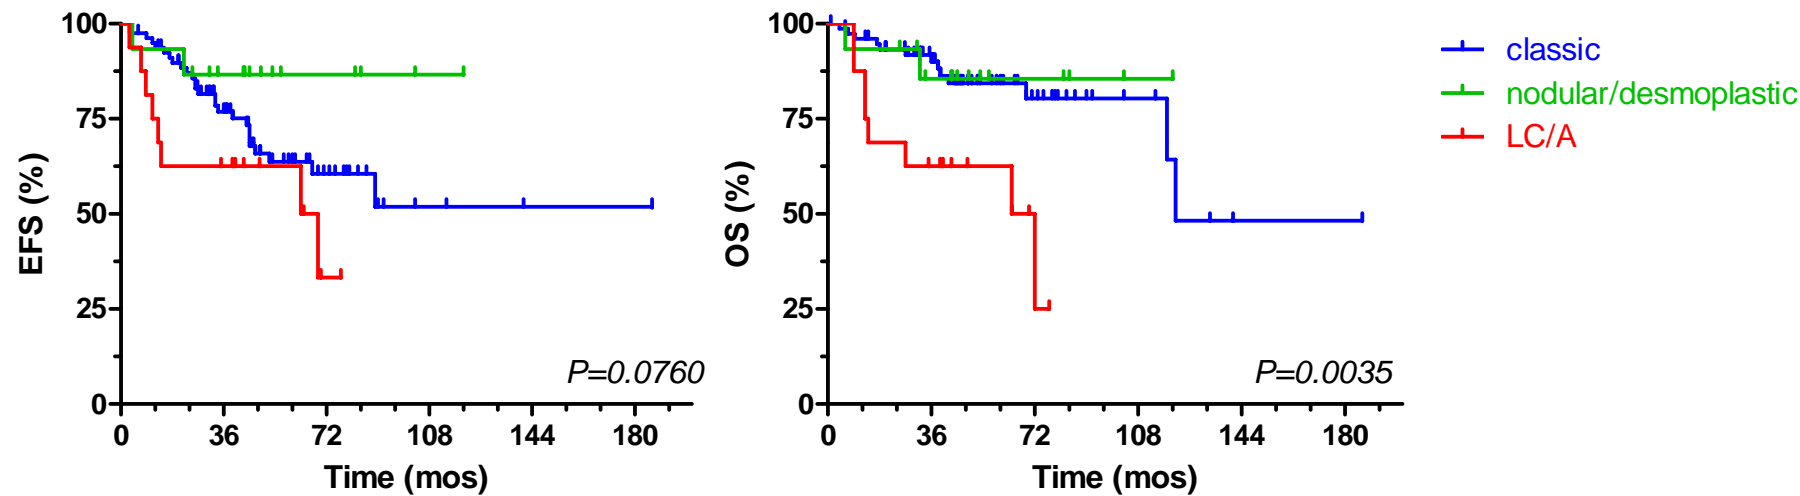 100
75
50
25
0
EFS (%)
0 36 72 108 144 180
Time (mos)
P=0.0760
100
75
50
25
0
OS (%)
0 36 72 108 144 180
Time (mos)
P=0.0035
classic
nodular/desmoplastic
LC/A